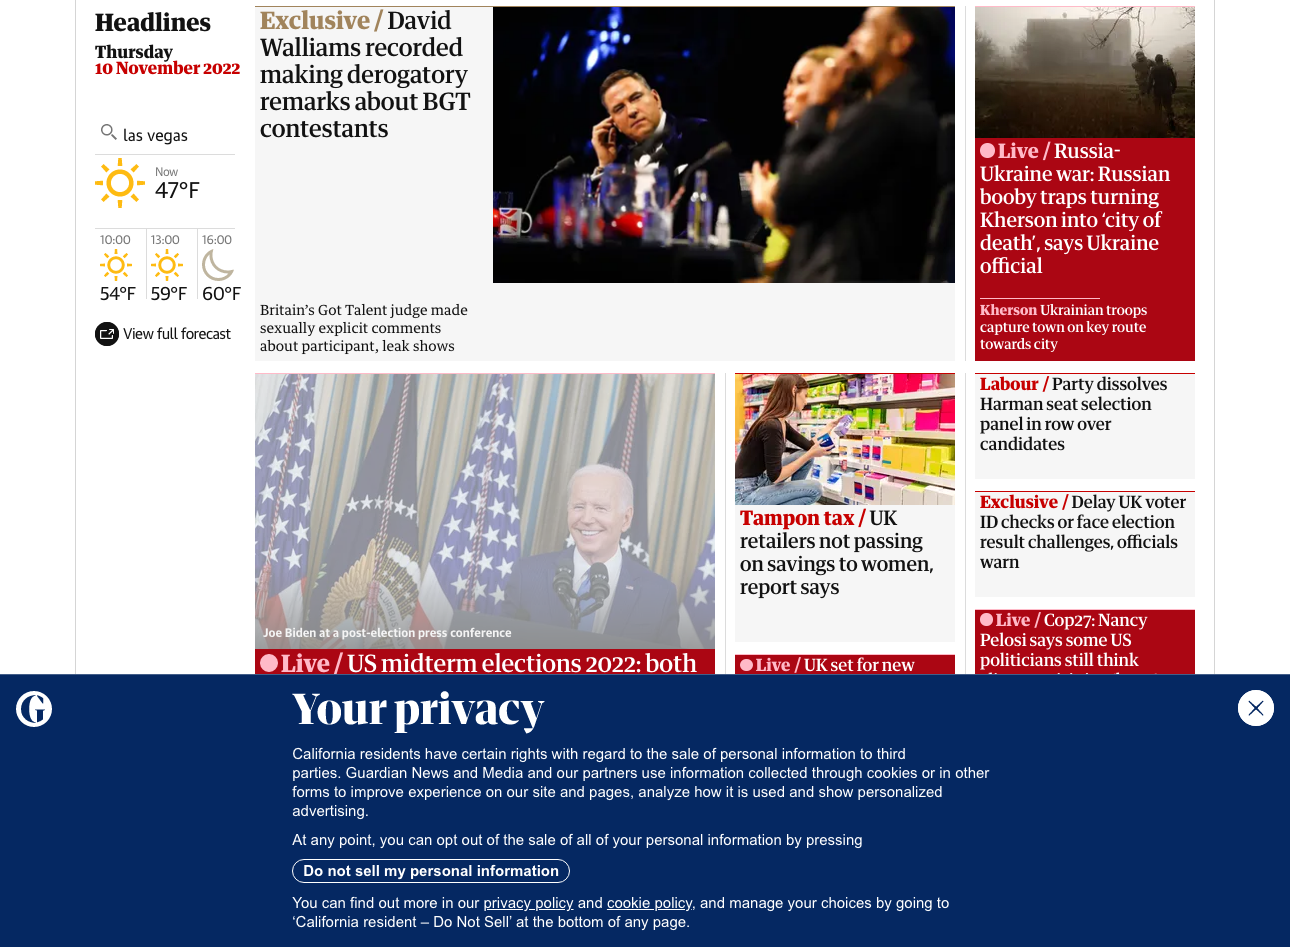 Headlines
Thursday
10 November 2022
las vegas
Now
47°F
10:00
13:00
16:00
54°F
59°F
60°F
View full forecast
Exclusive / David
Walliams recorded
making derogatory
remarks about BGT
contestants
Britain's Got Talent judge made
sexually explicit comments
about participant, leak shows
Live / Russia-
Ukraine war: Russian
booby traps turning
Kherson into ‘city of
death’, says Ukraine
official
Kherson Ukrainian troops
capture town on key route
towards city
Joe Biden at a post-election press conference
Live / US midterm elections 2022: both
Tampon tax / UK
retailers not passing
on savings to women,
report says
Live / UK set for new
Labour / Party dissolves
Harman seat selection
panel in row over
candidates
Exclusive / Delay UK voter
ID checks or face election
result challenges, officials
warn
Live / Cop27: Nancy
Pelosi says some US
politicians still think
Your privacy
California residents have certain rights with regard to the sale of personal information to third
parties. Guardian News and Media and our partners use information collected through cookies or in other
forms to improve experience on our site and pages, analyze how it is used and show personalized
advertising.
At any point, you can opt out of the sale of all of your personal information by pressing
Do not sell my personal information
You can find out more in our privacy policy and cookie policy, and manage your choices by going to
‘California resident – Do Not Sell’ at the bottom of any page.